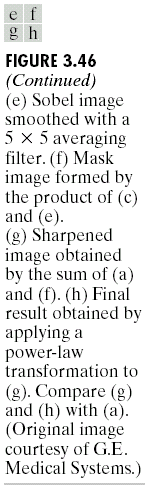 e f
g h
FIGURE 3.46
(Continued)
(e) Sobel image
smoothed with a
5 × 5 averaging
filter. (f) Mask
image formed by
the product of (c)
and (e).
(g) Sharpened
image obtained
by the sum of (a)
and (f). (h) Final
result obtained by
applying a
power-law
transformation to
(g). Compare (g)
and (h) with (a).
(Original image
courtesy of G.E.
Medical Systems.)